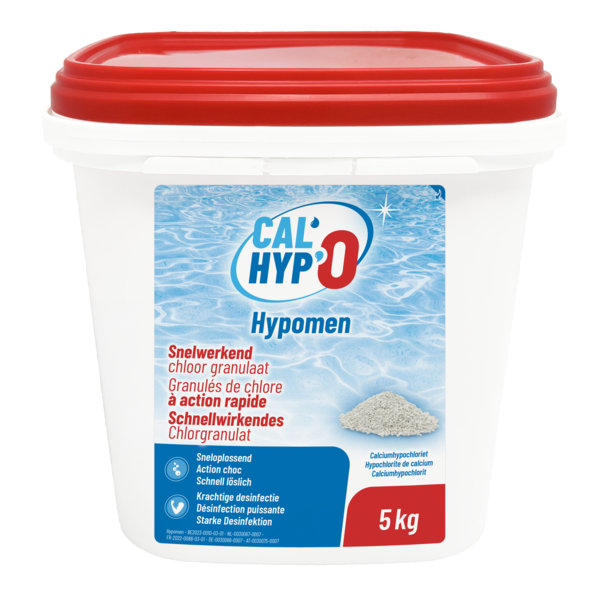 CAL'
HYP'O
Hypomen
Snelwerkend
chloor granulaat
Granulés de chlore
à action rapide
Schnellwirkendes
Chlorgranulat
Calciumhypochloriet
Hypochlorite de calcium
Calciumhypochlorit
Sneloplossend
Action choc
Schnell löslich
Krachtige desinfectie
Désinfection puissante
Starke Desinfektion
5 kg